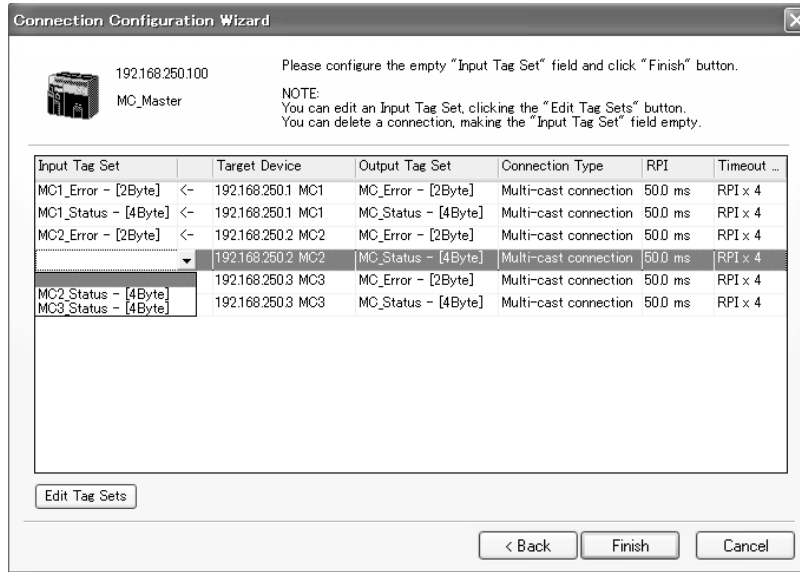 Connection Configuration Wizard
192.168.250.100
MC_Master
Please configure the empty "Input Tag Set" field and click "Finish" button.
NOTE:
You can edit an Input Tag Set, clicking the "Edit Tag Sets" button.
You can delete a connection, making the "Input Tag Set" field empty.
Input Tag Set Target Device Output Tag Set Connection Type RPI Timeout ...
MC1_Error - [2Byte] <- 192.168.250.1 MC1 MC_Error - [2Byte] Multi-cast connection 50.0 ms RPI x 4
MC1_Status - [4Byte] <- 192.168.250.1 MC1 MC_Status - [4Byte] Multi-cast connection 50.0 ms RPI x 4
MC2_Error - [2Byte] <- 192.168.250.2 MC2 MC_Error - [2Byte] Multi-cast connection 50.0 ms RPI x 4
192.168.250.2 MC2 MC_Status - [4Byte] Multi-cast connection 50.0 ms RPI x 4
192.168.250.3 MC3 MC_Error - [2Byte] Multi-cast connection 50.0 ms RPI x 4
MC2_Status - [4Byte]
MC3_Status - [4Byte]
192.168.250.3 MC3 MC_Status - [4Byte] Multi-cast connection 50.0 ms RPI x 4
Edit Tag Sets
< Back Finish Cancel